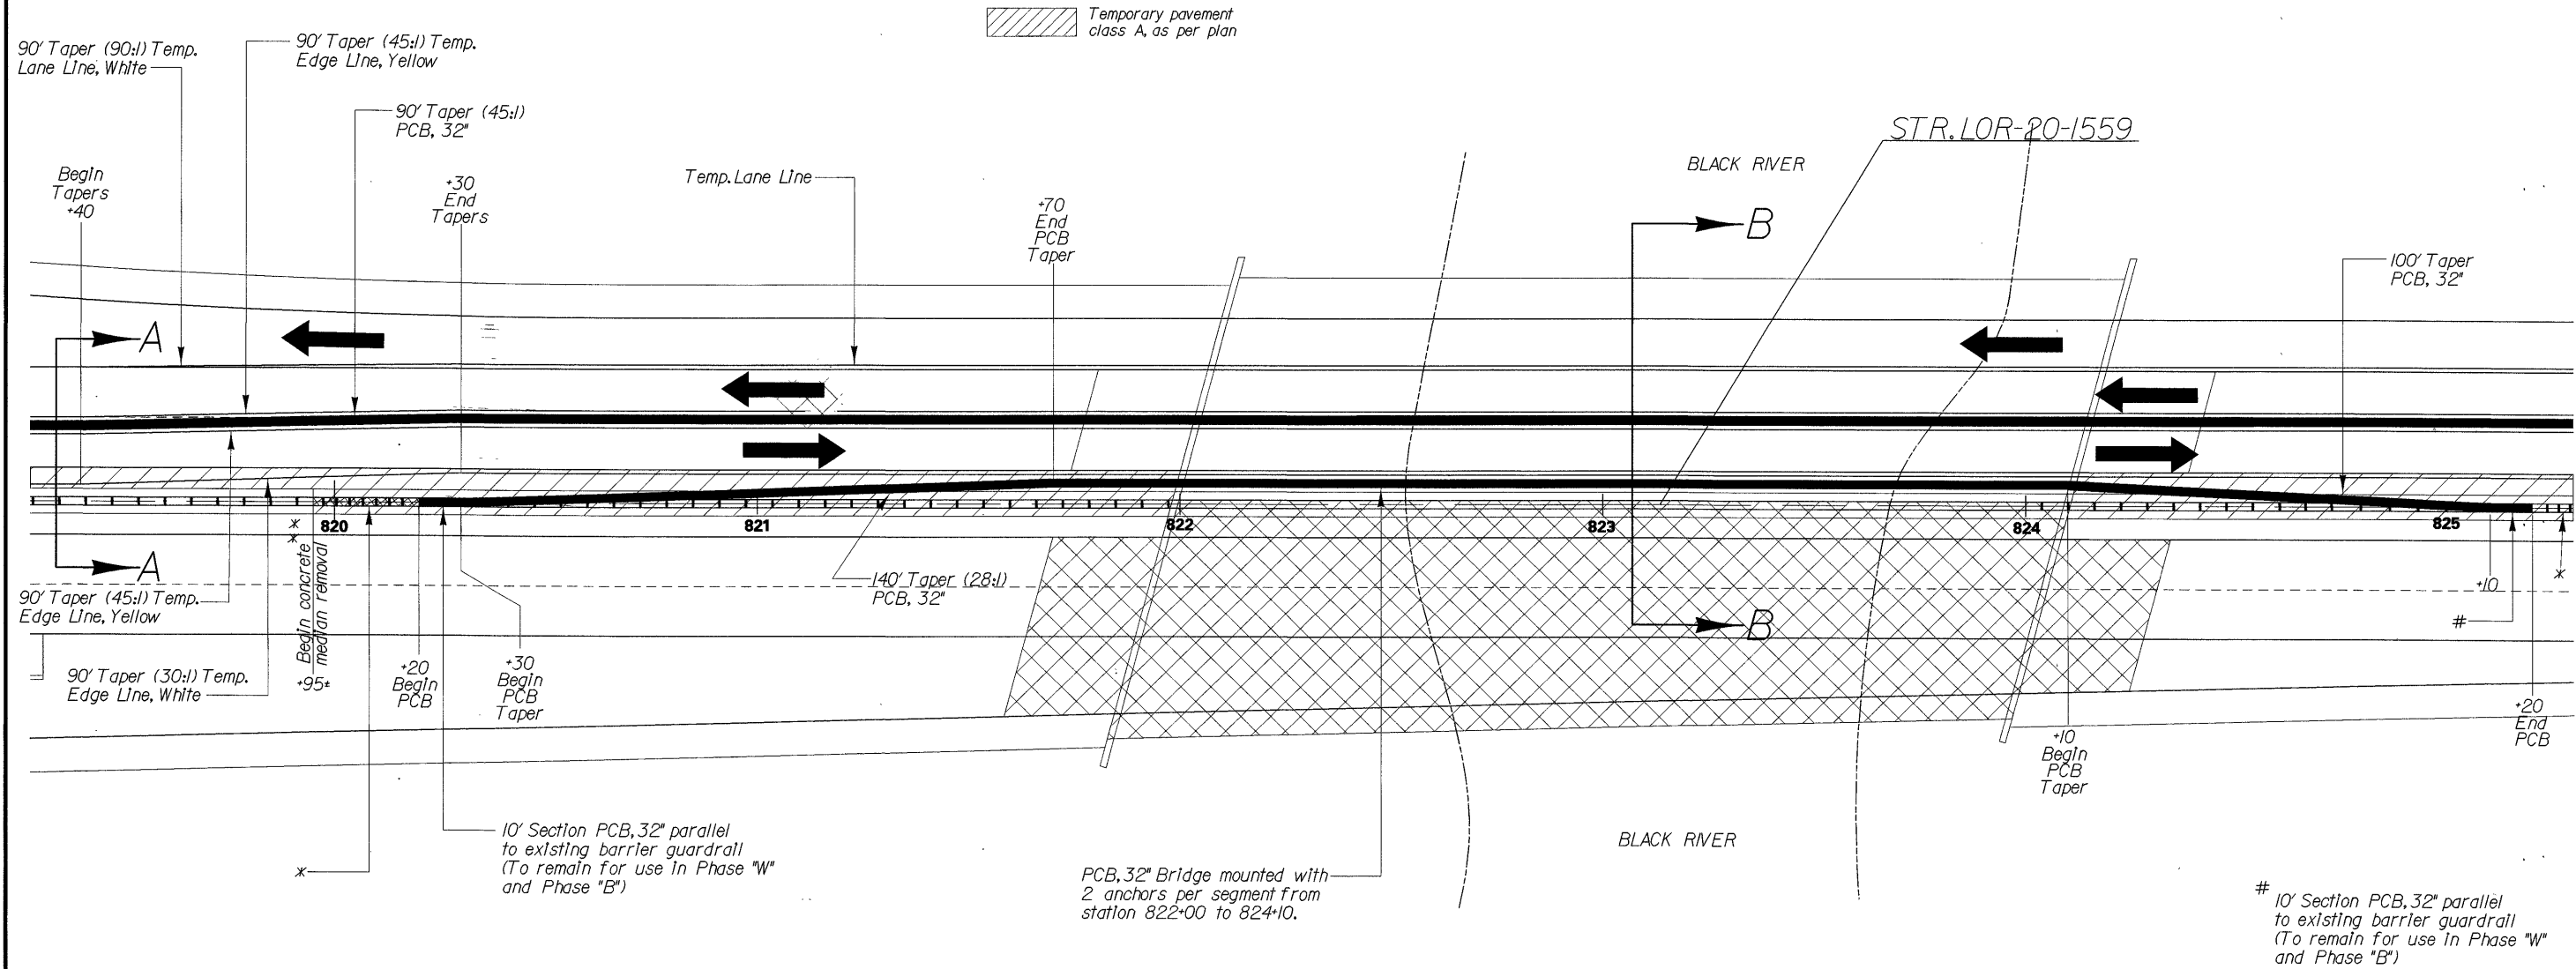 Temporary pavement
class A, as per plan
90' Taper (90:1) Temp.
Lane Line, White
90' Taper (45:1) Temp.
Edge Line, Yellow
90' Taper (45:1)
PCB, 32"
STR. LOR-20-1559
BLACK RIVER
Begin
Tapers
+40
+30
End
Tapers
Temp. Lane Line
+70
End
PCB
Taper
B
100' Taper
PCB, 32"
A
820
821
822
823
824
825
*
*
A
Begin concrete
median removal
+95±
90' Taper (45:1) Temp.
Edge Line, Yellow
140' Taper (28:1)
PCB, 32"
B
+10
*
#
90' Taper (30:1) Temp.
Edge Line, White
+20
Begin
PCB
+30
Begin
PCB
Taper
+20
End
PCB
+10
Begin
PCB
Taper
*
10' Section PCB, 32" parallel
to existing barrier guardrail
(To remain for use in Phase "W"
and Phase "B")
BLACK RIVER
PCB, 32" Bridge mounted with
2 anchors per segment from
station 822+00 to 824+10.
# 10' Section PCB, 32" parallel
to existing barrier guardrail
(To remain for use in Phase "W"
and Phase "B")